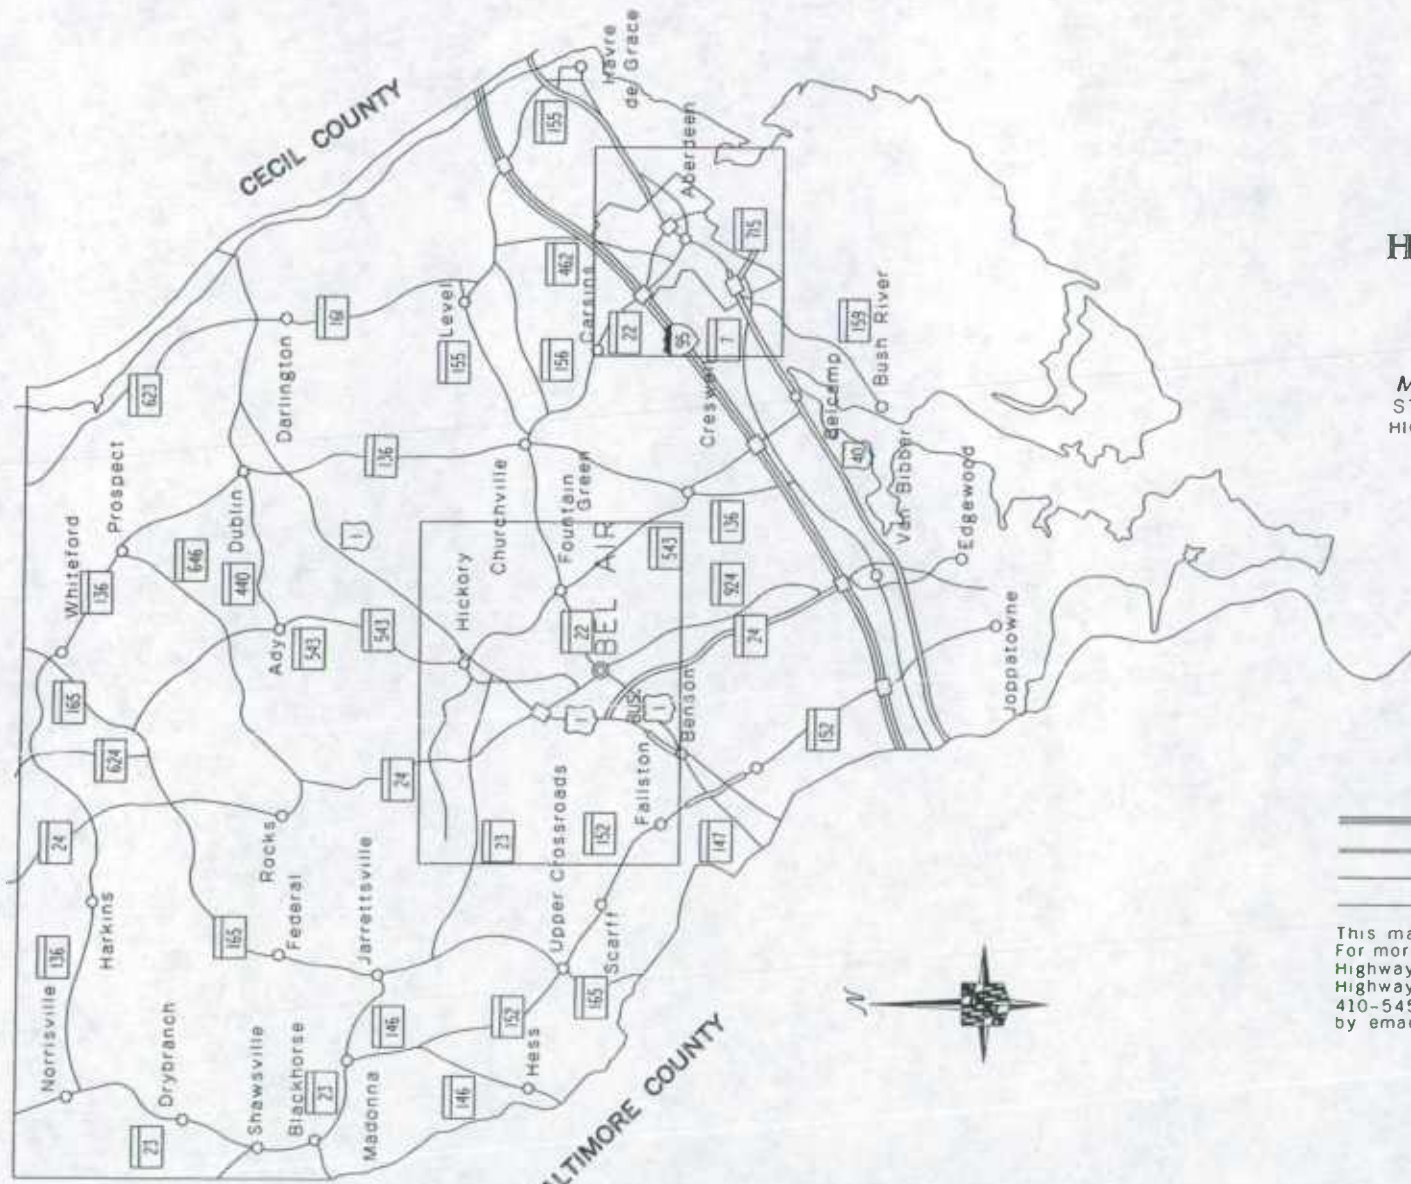 CECIL COUNTY
Havre
de Grace
155
Aberdeen
Whiteford
Prospect
623
Darlington
161
Level
155
462
Carsins
156
22
95
7
715
159
Bush River
136
646
Dublin
440
136
1
Churchville
Fountain
Green
Creswell
Belcamp
40
Van Bibber
Edgewood
165
Ady
543
543
Hickory
22
BEL AIR
543
136
924
24
624
24
1
BUS.
1
Benson
Joppatowne
24
Rocks
23
Upper Crossroads
152
Fallston
147
152
Norrisville
136
Harkins
165
Federal
Jarrettsville
Scarff
165
Drybranch
23
Shawsville
Blackhorse
23
Madonna
146
152
Hess
146
ALTIMORE COUNTY
N
H
M
HI
This ma
For mor
Highway
Highway
by ema